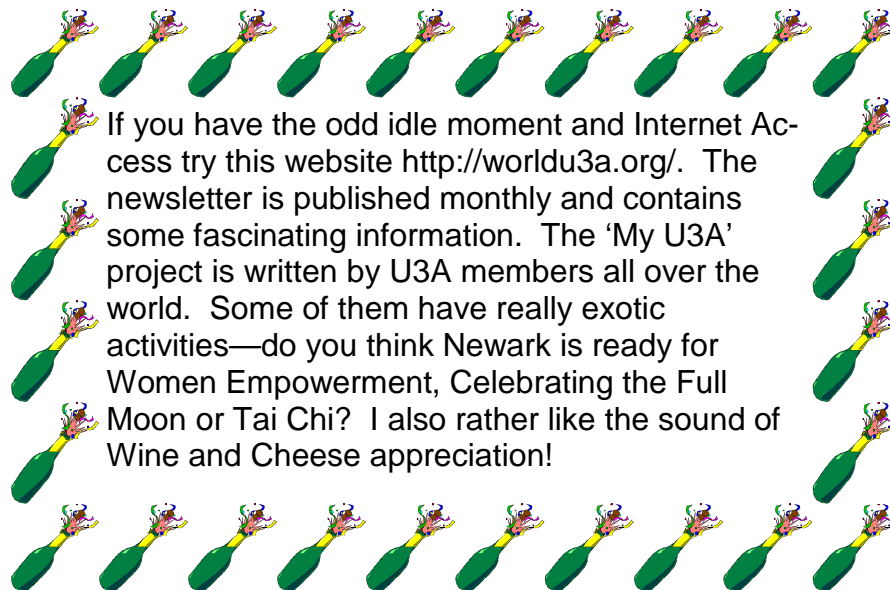 If you have the odd idle moment and Internet Ac-
cess try this website http://worldu3a.org/.  The
newsletter is published monthly and contains
some fascinating information.  The ‘My U3A’
project is written by U3A members all over the
world.  Some of them have really exotic
activities—do you think Newark is ready for
Women Empowerment, Celebrating the Full
Moon or Tai Chi?  I also rather like the sound of
Wine and Cheese appreciation!